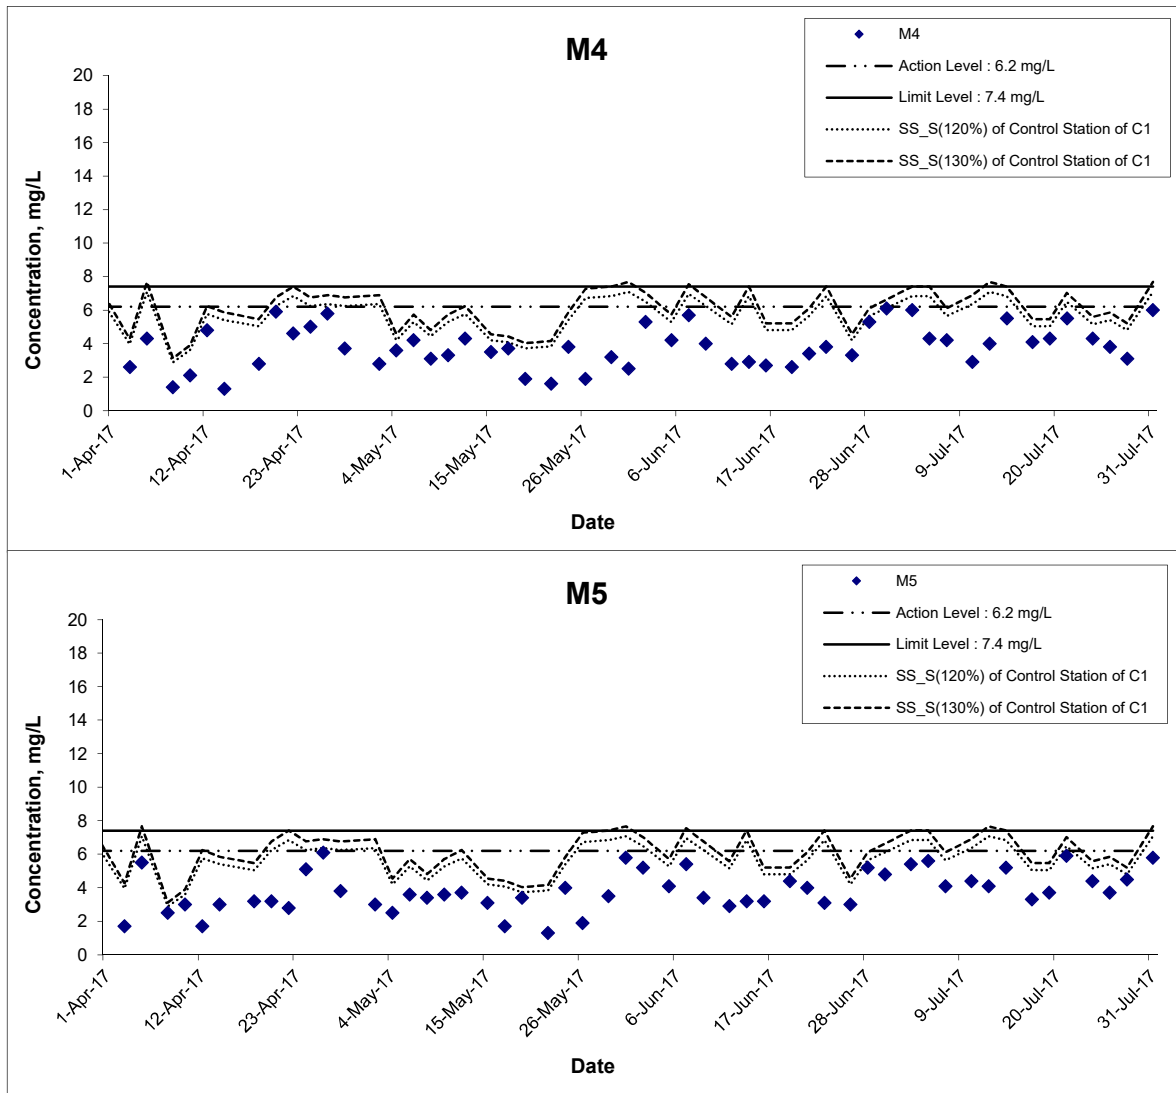 M4
M4
Action Level : 6.2 mg/L
Limit Level : 7.4 mg/L
SS_S(120%) of Control Station of C1
SS_S(130%) of Control Station of C1
Concentration, mg/L
20
18
16
14
12
10
8
6
4
2
0
1-Apr-17
12-Apr-17
23-Apr-17
4-May-17
15-May-17
26-May-17
6-Jun-17
17-Jun-17
28-Jun-17
9-Jul-17
20-Jul-17
31-Jul-17
Date
M5
M5
Action Level : 6.2 mg/L
Limit Level : 7.4 mg/L
SS_S(120%) of Control Station of C1
SS_S(130%) of Control Station of C1
Concentration, mg/L
20
18
16
14
12
10
8
6
4
2
0
1-Apr-17
12-Apr-17
23-Apr-17
4-May-17
15-May-17
26-May-17
6-Jun-17
17-Jun-17
28-Jun-17
9-Jul-17
20-Jul-17
31-Jul-17
Date